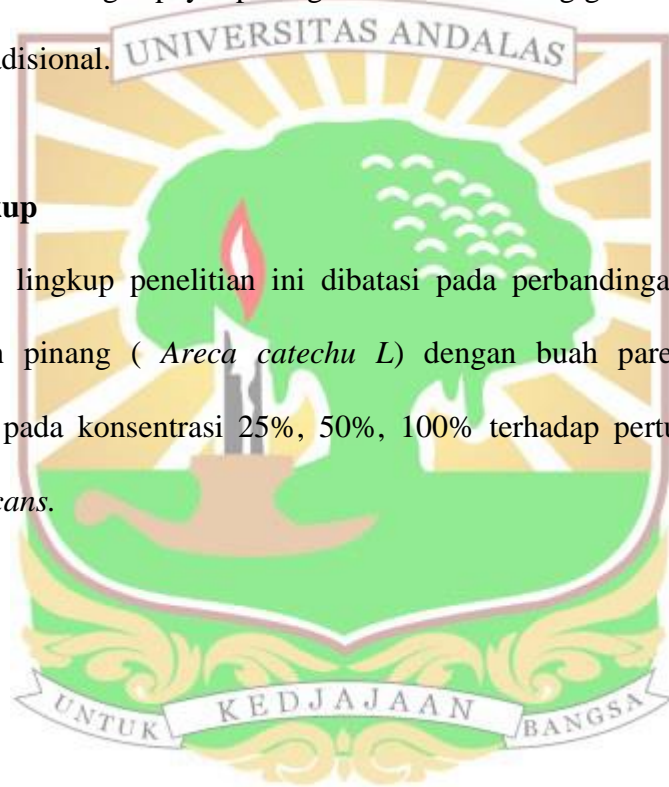 UNIVERSITAS ANDALAS
adisional.
kup
lingkup penelitian ini dibatasi pada perbandinga
pinang ( Areca catechu L) dengan buah pare
pada konsentrasi 25%, 50%, 100% terhadap pertu
cans.
UNTUK KEDJAJAAN BANGSA